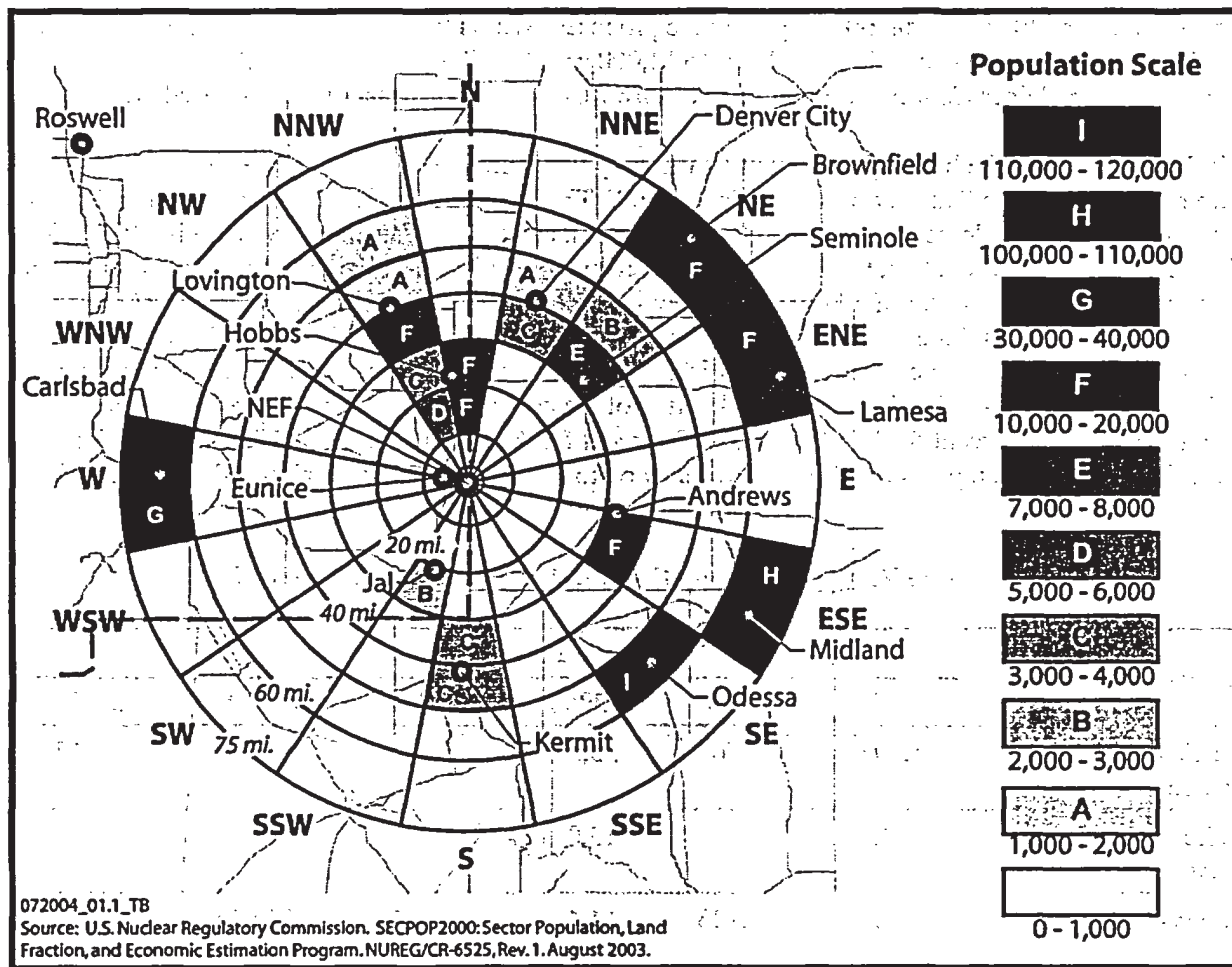 Population Scale
I
110,000 - 120,000
H
100,000 - 110,000
G
30,000 - 40,000
F
10,000 - 20,000
E
7,000 - 8,000
D
5,000 - 6,000
C
3,000 - 4,000
B
2,000 - 3,000
A
1,000 - 2,000
0 - 1,000
N
NNW
NNE
Denver City
Roswell
Brownfield
NW
NE
Seminole
A
F
Lovington
A
A
Hobbs
F
C
B
WNW
F
ENE
C
F
E
Carlsbad
NEF
D
F
Lamesa
W
Eunice
E
G
Andrews
20 mi.
F
Jal
B
H
40 mi.
WSW
ESE
C
Midland
I
60 mi.
C
Odessa
SW
75 mi.
Kermit
SE
SSW
SSE
S
072004_01.1_TB
Source: U.S. Nuclear Regulatory Commission. SECPOP2000: Sector Population, Land
Fraction, and Economic Estimation Program. NUREG/CR-6525, Rev. 1. August 2003.